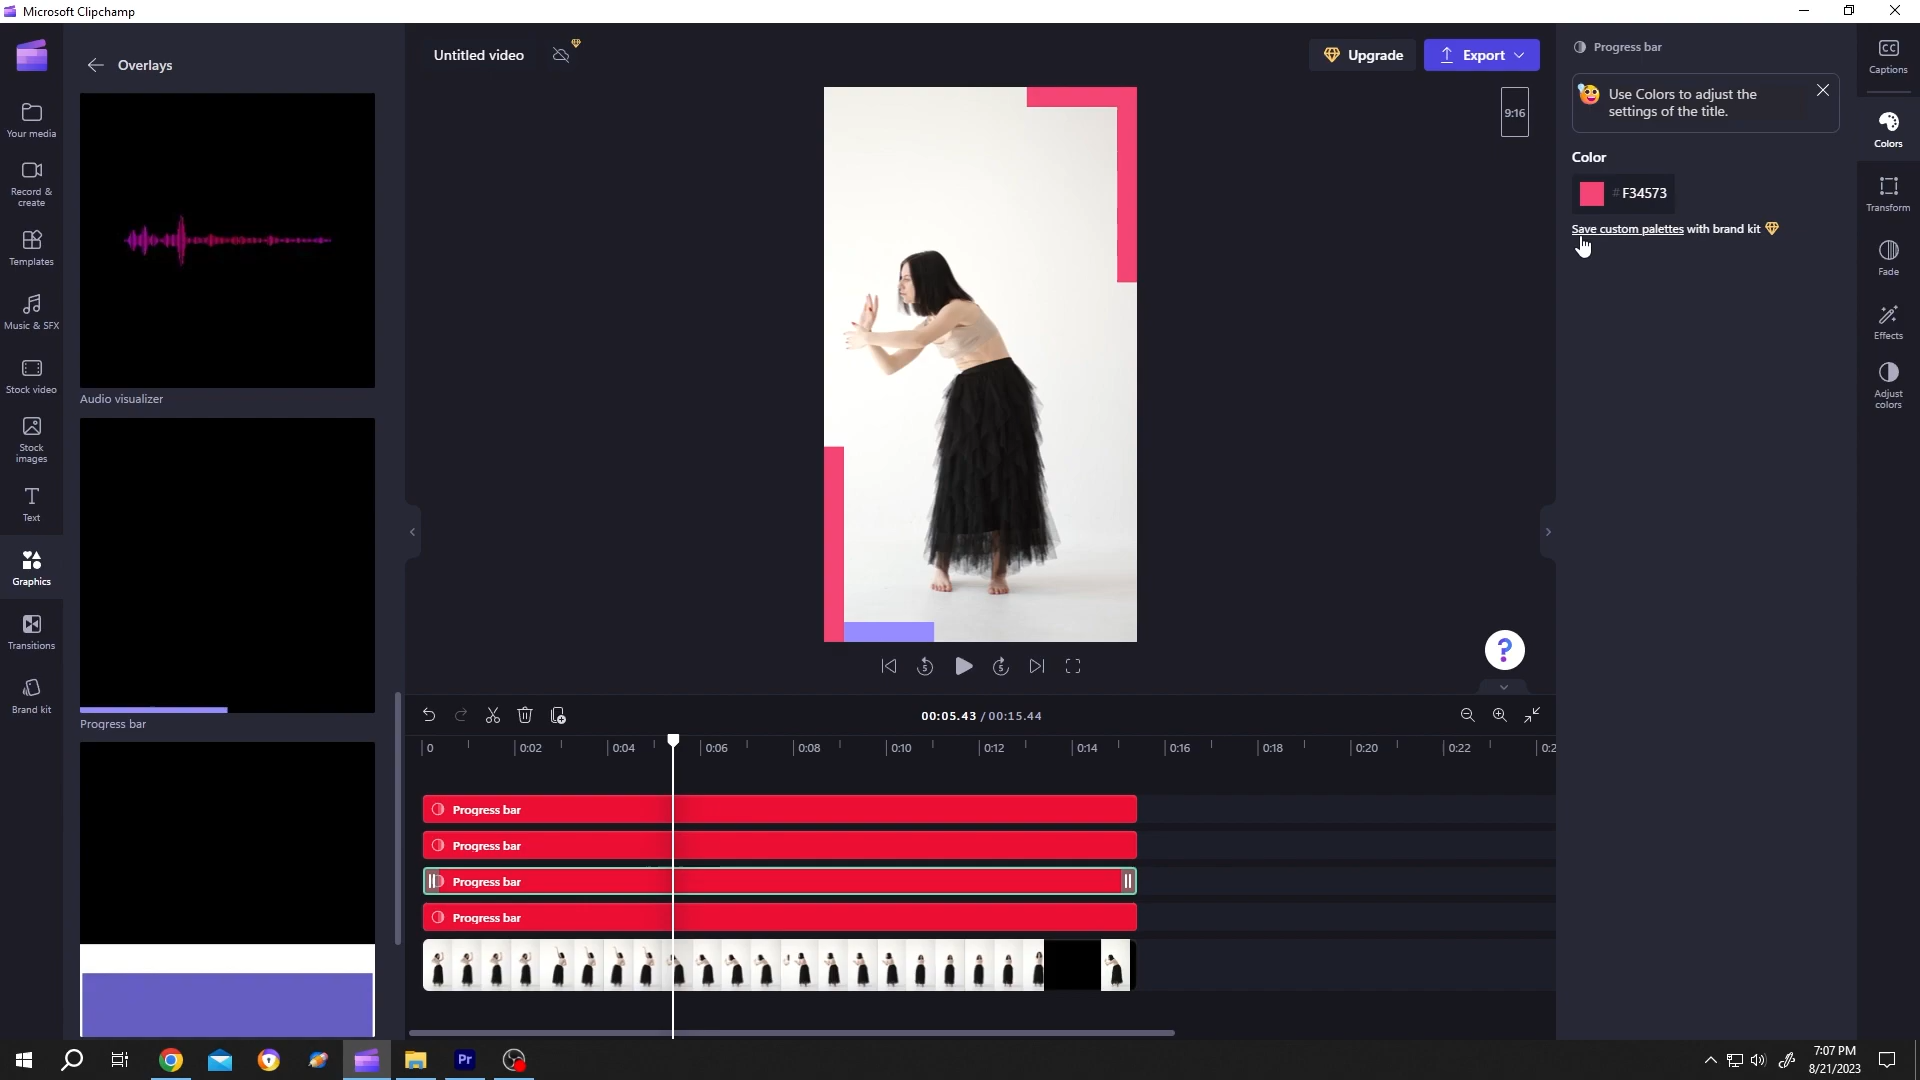 Microsoft Clipchamp
Overlays
Untitled video
Upgrade
Export
Progress bar
Captions
Your media
Record &
create
Templates
Music & SFX
Stock video
Stock
images
Text
Graphics
Transitions
Brand kit
Audio visualizer
Progress bar
9:16
Use Colors to adjust the
settings of the title.
Color
# F34573
Save custom palettes with brand kit
Colors
Transform
Fade
Effects
Adjust
colors
5
5
?
00:05.43 / 00:15.44
0
0:02
0:04
0:06
0:08
0:10
0:12
0:14
0:16
0:18
0:20
0:22
0:2
Progress bar
Progress bar
Progress bar
Progress bar
Pr
7:07 PM
8/21/2023